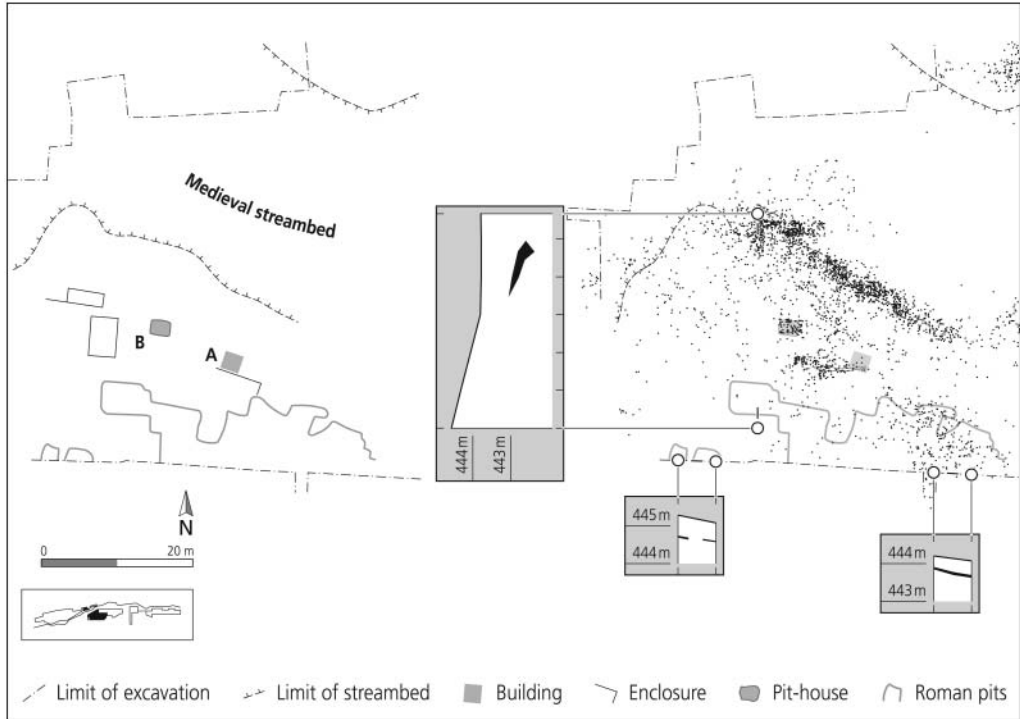 Medieval streambed
B
A
444 m
443 m
445 m
444 m
444 m
443 m
N
0
20 m
Limit of excavation
Limit of streambed
Building
Enclosure
Pit-house
Roman pits